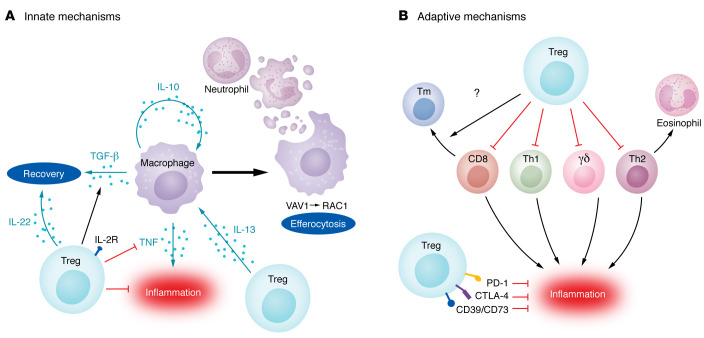 A Innate mechanisms
IL-10
Neutrophil
TGF-β
Macrophage
Recovery
VAV1→RAC1
Efferocytosis
IL-22
IL-2R
TNF
IL-13
Treg
Treg
Inflammation
B Adaptive mechanisms
Treg
Tm
?
Eosinophil
CD8
Th1
γδ
Th2
Treg
PD-1
CTLA-4
CD39/CD73
Inflammation